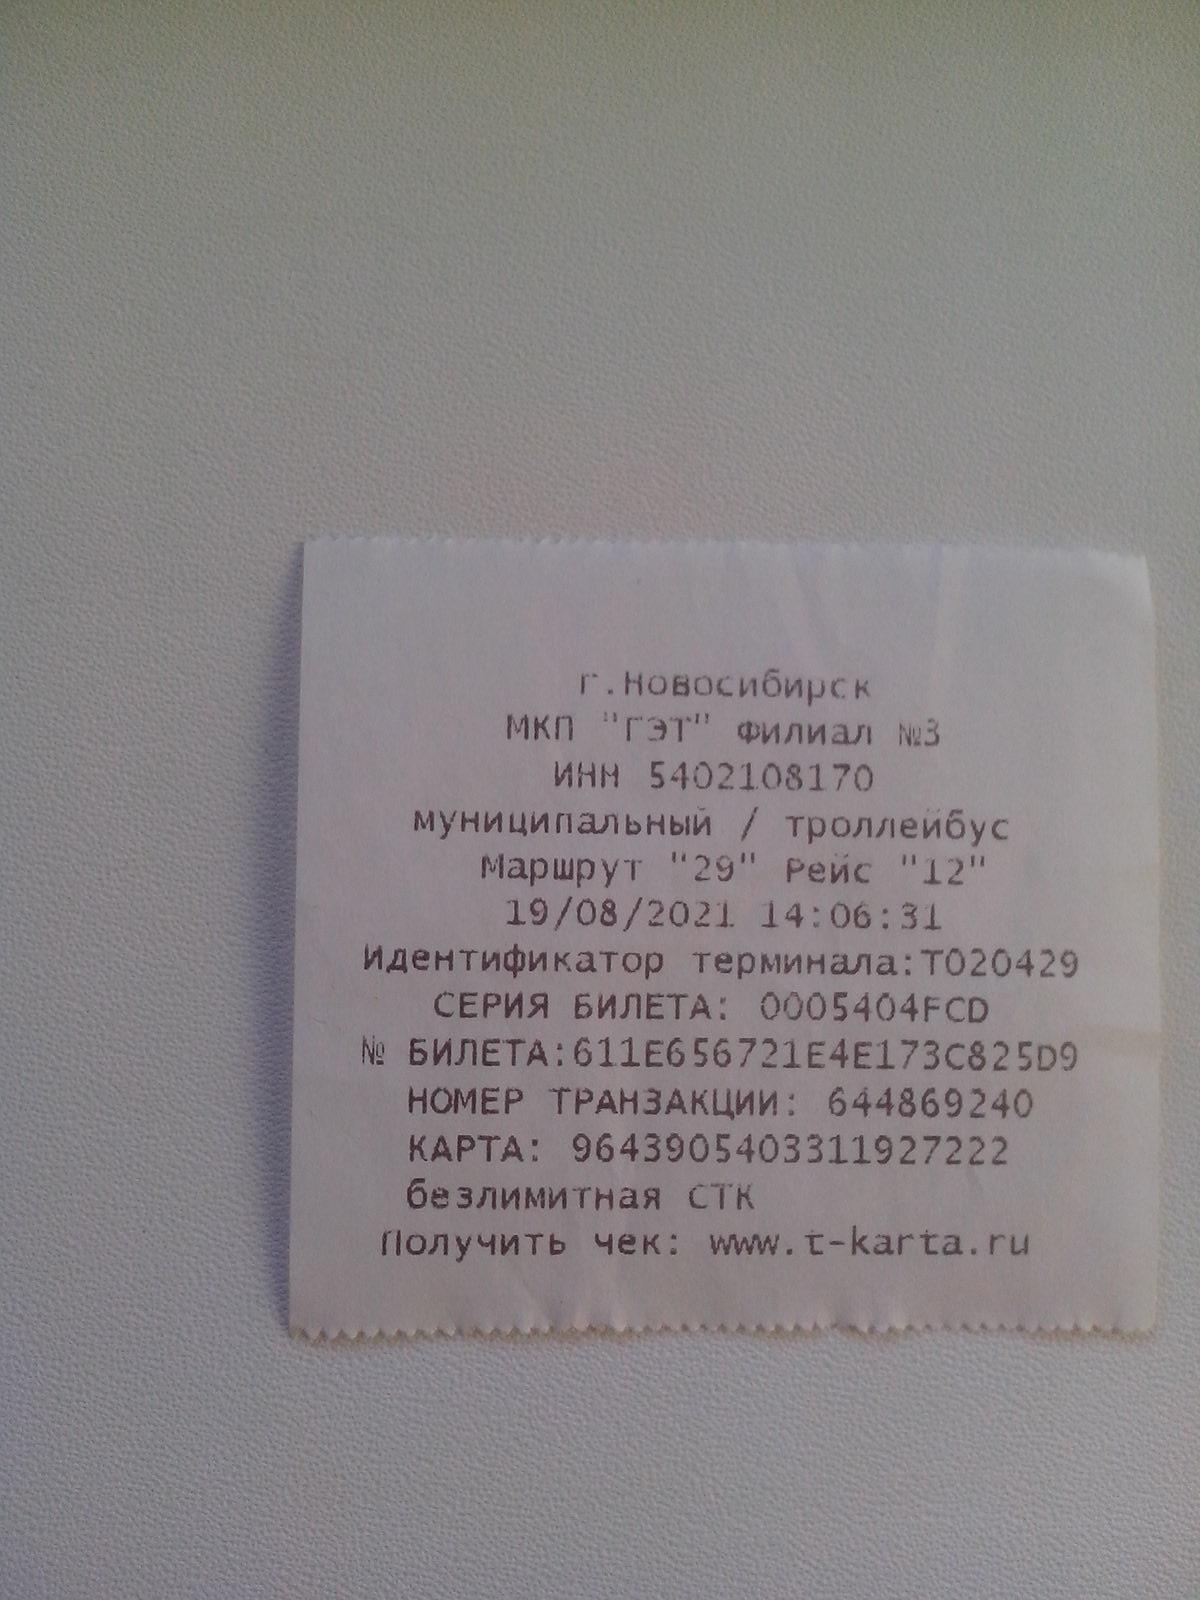 г.Новосибирск
МКП "ГЭТ" Филиал №3
ИНН 5402108170
муниципальный / троллейбус
Маршрут "29" Рейс "12"
19/08/2021 14:06:31
Идентификатор терминала:T020429
СЕРИЯ БИЛЕТА: 0005404FCD
№ БИЛЕТА:611E656721E4E173C825D9
НОМЕР ТРАНЗАКЦИИ: 644869240
КАРТА: 9643905403311927222
безлимитная СТК
Получить чек: www.t-karta.ru